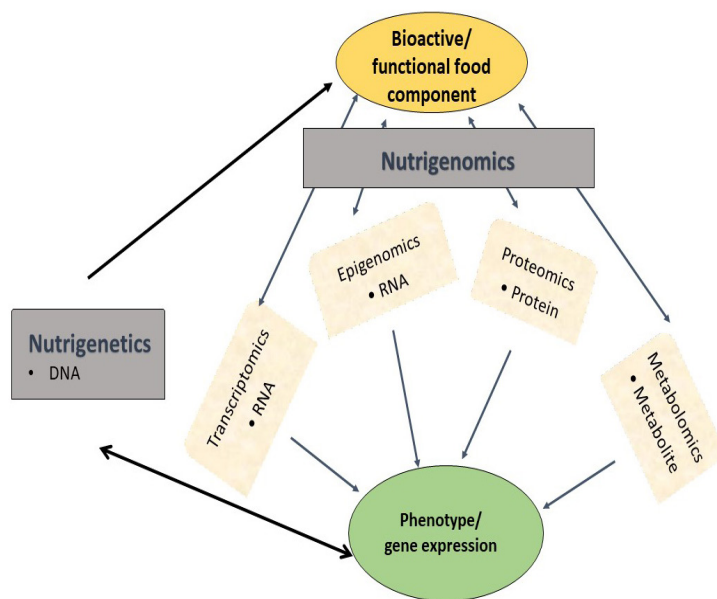 Bioactive/
functional food
component
Nutrigenomics
Epigenomics
• RNA
Proteomics
• Protein
Nutrigenetics
• DNA
Transcriptomics
• RNA
Metabolomics
• Metabolite
Phenotype/
gene expression